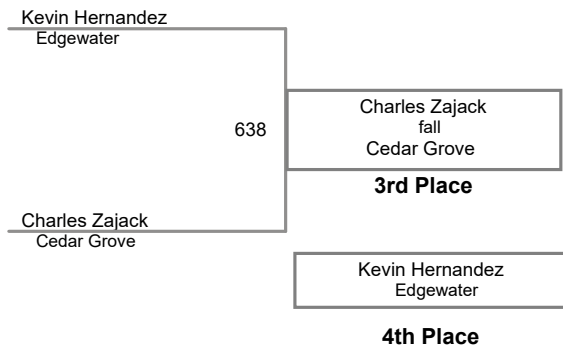 Kevin Hernandez
Edgewater
638
Charles Zajack
fall
Cedar Grove
3rd Place
Charles Zajack
Cedar Grove
Kevin Hernandez
Edgewater
4th Place